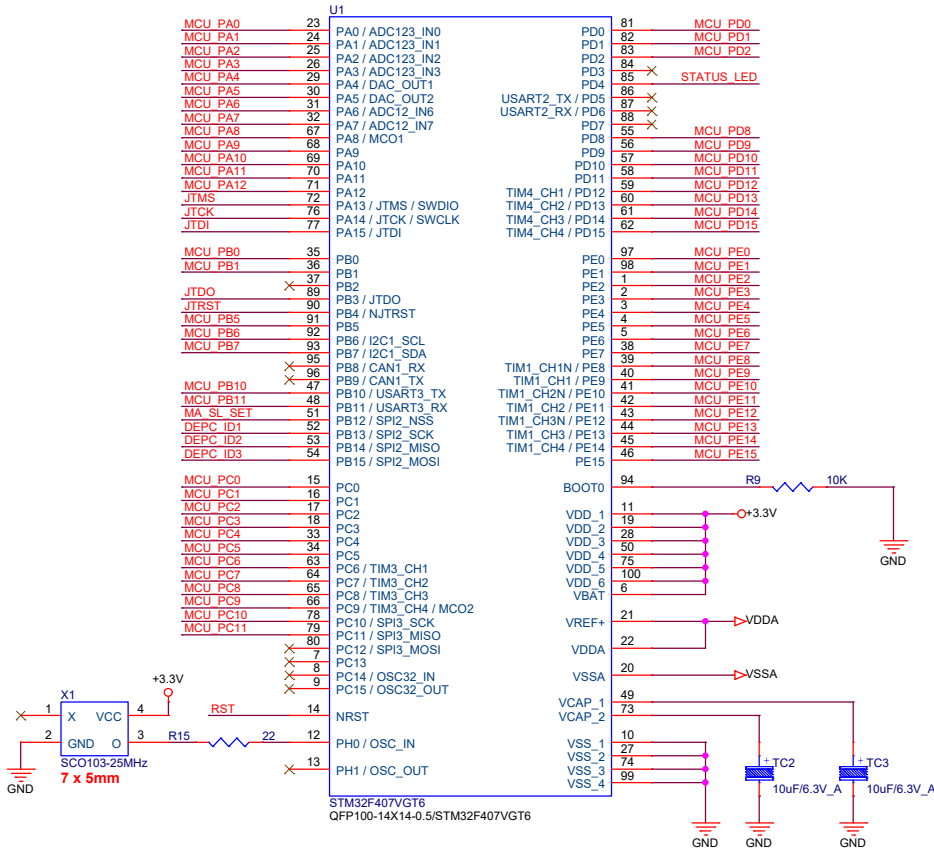 U1
MCU_PA0 23 PA0 / ADC123_IN0 PD0 81 MCU_PD0
MCU_PA1 24 PA1 / ADC123_IN1 PD1 82 MCU_PD1
MCU_PA2 25 PA2 / ADC123_IN2 PD2 83 MCU_PD2
MCU_PA3 26 PA3 / ADC123_IN3 PD3 84
MCU_PA4 29 PA4 / DAC_OUT1 PD4 85 STATUS_LED
MCU_PA5 30 PA5 / DAC_OUT2 USART2_TX / PD5 86
MCU_PA6 31 PA6 / ADC12_IN6 USART2_RX / PD6 87
MCU_PA7 32 PA7 / ADC12_IN7 PD7 88
MCU_PA8 67 PA8 / MCO1 PD8 55 MCU_PD8
MCU_PA9 68 PA9 PD9 56 MCU_PD9
MCU_PA10 69 PA10 PD10 57 MCU_PD10
MCU_PA11 70 PA11 PD11 58 MCU_PD11
MCU_PA12 71 PA12 TIM4_CH1 / PD12 59 MCU_PD12
JTMS 72 PA13 / JTMS / SWDIO TIM4_CH2 / PD13 60 MCU_PD13
JTCK 76 PA14 / JTCK / SWCLK TIM4_CH3 / PD14 61 MCU_PD14
JTDI 77 PA15 / JTDI TIM4_CH4 / PD15 62 MCU_PD15
MCU_PB0 35 PB0 PE0 97 MCU_PE0
MCU_PB1 36 PB1 PE1 98 MCU_PE1
37 PB2 PE2 1 MCU_PE2
JTDO 89 PB3 / JTDO PE3 2 MCU_PE3
JTRST 90 PB4 / NJTRST PE4 3 MCU_PE4
MCU_PB5 91 PB5 PE5 4 MCU_PE5
MCU_PB6 92 PB6 / I2C1_SCL PE6 5 MCU_PE6
MCU_PB7 93 PB7 / I2C1_SDA PE7 38 MCU_PE7
95 PB8 / CAN1_RX TIM1_CH1N / PE8 39 MCU_PE8
96 PB9 / CAN1_TX TIM1_CH1 / PE9 40 MCU_PE9
MCU_PB10 47 PB10 / USART3_TX TIM1_CH2N / PE10 41 MCU_PE10
MCU_PB11 48 PB11 / USART3_RX TIM1_CH2 / PE11 42 MCU_PE11
MA_SL_SET 51 PB12 / SPI2_NSS TIM1_CH3N / PE12 43 MCU_PE12
DEPC_ID1 52 PB13 / SPI2_SCK TIM1_CH3 / PE13 44 MCU_PE13
DEPC_ID2 53 PB14 / SPI2_MISO TIM1_CH4 / PE14 45 MCU_PE14
DEPC_ID3 54 PB15 / SPI2_MOSI PE15 46 MCU_PE15
MCU_PC0 15 PC0 BOOT0 94 R9 10K
MCU_PC1 16 PC1
MCU_PC2 17 PC2 VDD_1 11 +3.3V
MCU_PC3 18 PC3 VDD_2 19
MCU_PC4 33 PC4 VDD_3 28
MCU_PC5 34 PC5 VDD_4 50 GND
MCU_PC6 63 PC6 / TIM3_CH1 VDD_5 75
MCU_PC7 64 PC7 / TIM3_CH2 VDD_6 100
MCU_PC8 65 PC8 / TIM3_CH3 VBAT 6
MCU_PC9 66 PC9 / TIM3_CH4 / MCO2
MCU_PC10 78 PC10 / SPI3_SCK VREF+ 21 VDDA
MCU_PC11 79 PC11 / SPI3_MISO
80 PC12 / SPI3_MOSI VDDA 22
7 PC13
8 PC14 / OSC32_IN VSSA 20 VSSA
9 PC15 / OSC32_OUT
+3.3V
X1 VCAP_1 49
1 X VCC 4 RST 14 NRST VCAP_2 73
2 GND O 3 R15 22 12 PH0 / OSC_IN VSS_1 10
VSS_2 27
SCO103-25MHz 13 PH1 / OSC_OUT VSS_3 74 + TC2 + TC3
7 x 5mm VSS_4 99 10uF/6.3V_A 10uF/6.3V_A
GND
STM32F407VGT6
QFP100-14X14-0.5/STM32F407VGT6
GND GND GND